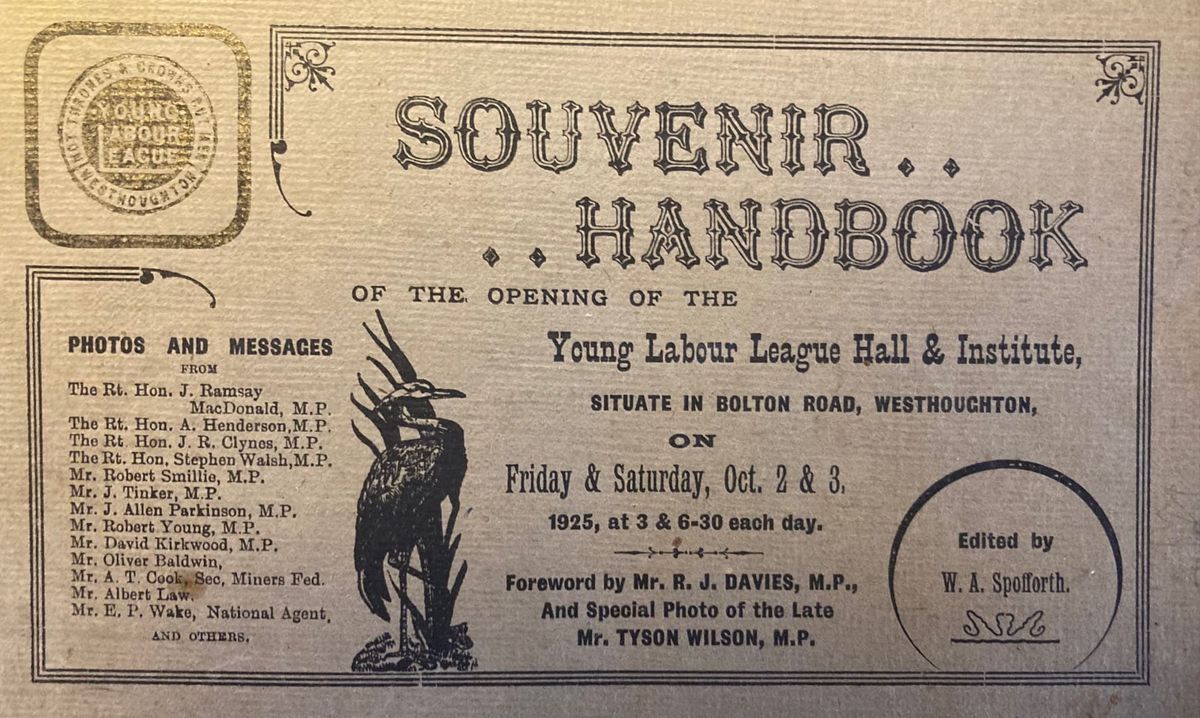 YOUNG
LABOUR
LEAGUE
THRONES & CROWNS
WESTHOUGHTON
SOUVENIR . .
. . HANDBOOK
OF THE OPENING OF THE
Young Labour League Hall & Institute,
SITUATE IN BOLTON ROAD, WESTHOUGHTON,
ON
Friday & Saturday, Oct. 2 & 3,
1925, at 3 & 6-30 each day.
Foreword by Mr. R. J. DAVIES, M.P.,
And Special Photo of the Late
Mr. TYSON WILSON, M.P.
PHOTOS AND MESSAGES
FROM
The Rt. Hon. J. Ramsay
MacDonald, M.P.
The Rt. Hon. A. Henderson,M.P.
The Rt. Hon. J. R. Clynes, M.P.
The Rt. Hon, Stephen Walsh,M.P.
Mr. Robert Smillie, M.P.
Mr. J. Tinker, M.P.
Mr. J. Allen Parkinson, M.P.
Mr. Robert Young, M.P.
Mr. David Kirkwood, M.P.
Mr. Oliver Baldwin,
Mr. A. T. Cook, Sec, Miners Fed.
Mr. Albert Law.
Mr. E. P. Wake, National Agent,
AND OTHERS.
Edited by
W. A. Spofforth.